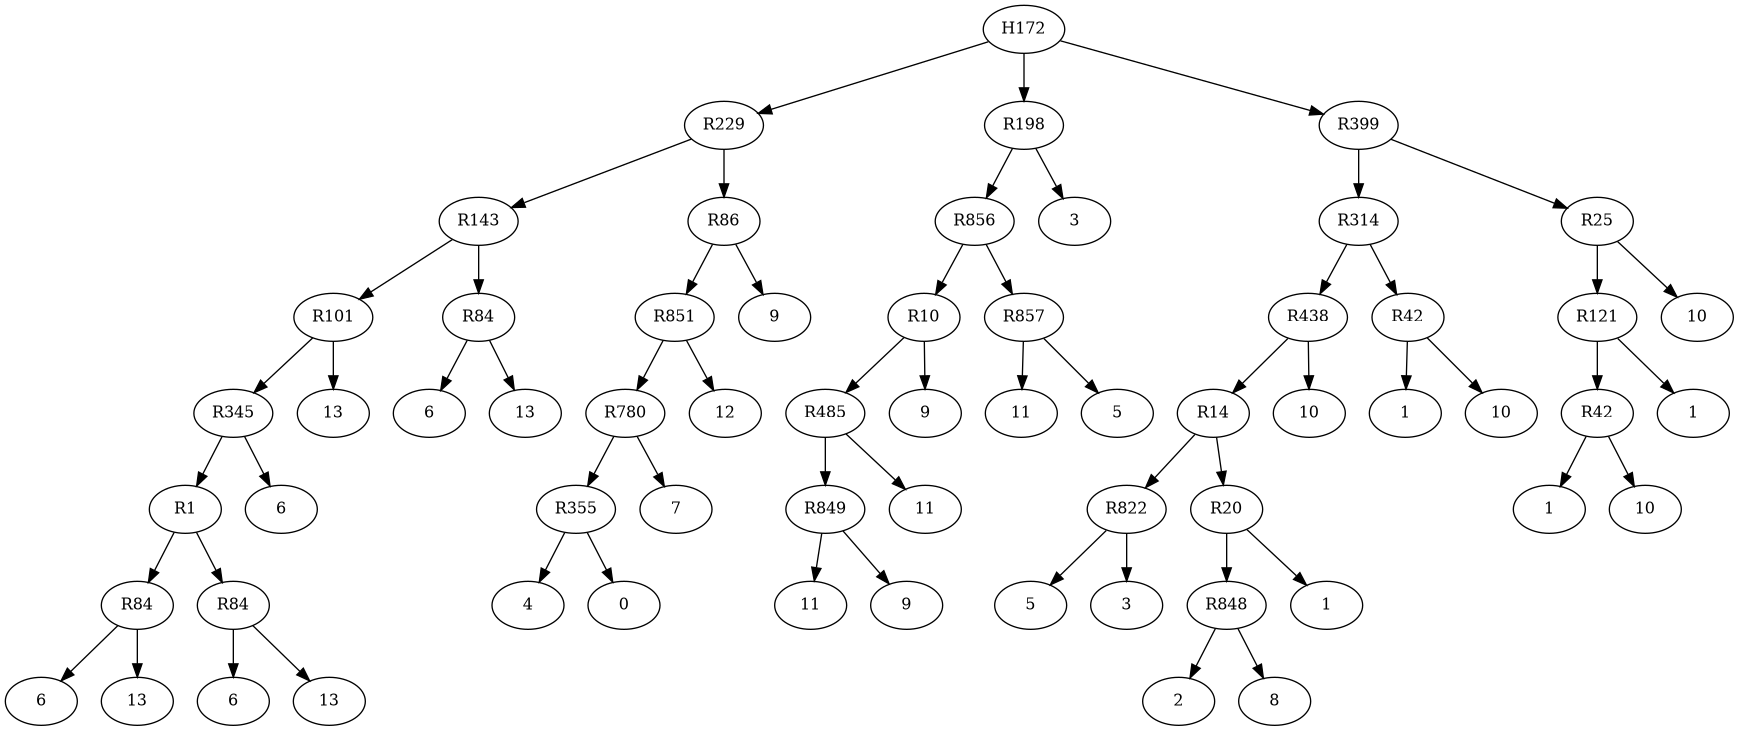 H172
R229 R198 R399
R143 R86 R856 3 R314 R25
R101 R84 R851 9 R10 R857 R438 R42 R121 10
R345 13 6 13 R780 12 R485 9 11 5 R14 10 1 10 R42 1
R1 6 R355 7 R849 11 R822 R20 1 10
R84 R84 4 0 11 9 5 3 R848 1
6 13 6 13 2 8